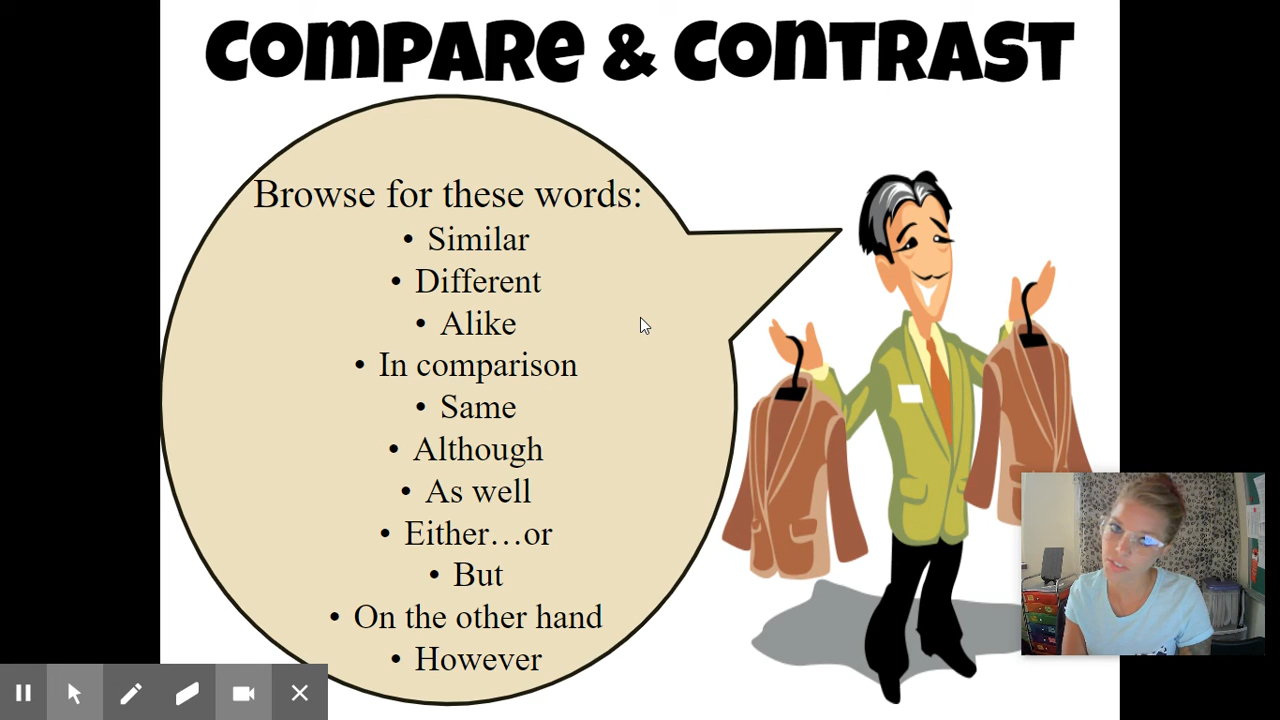 COMPARE & CONTRAST
Browse for these words:
• Similar
• Different
• Alike
• In comparison
• Same
• Although
• As well
• Either…or
• But
• On the other hand
• However